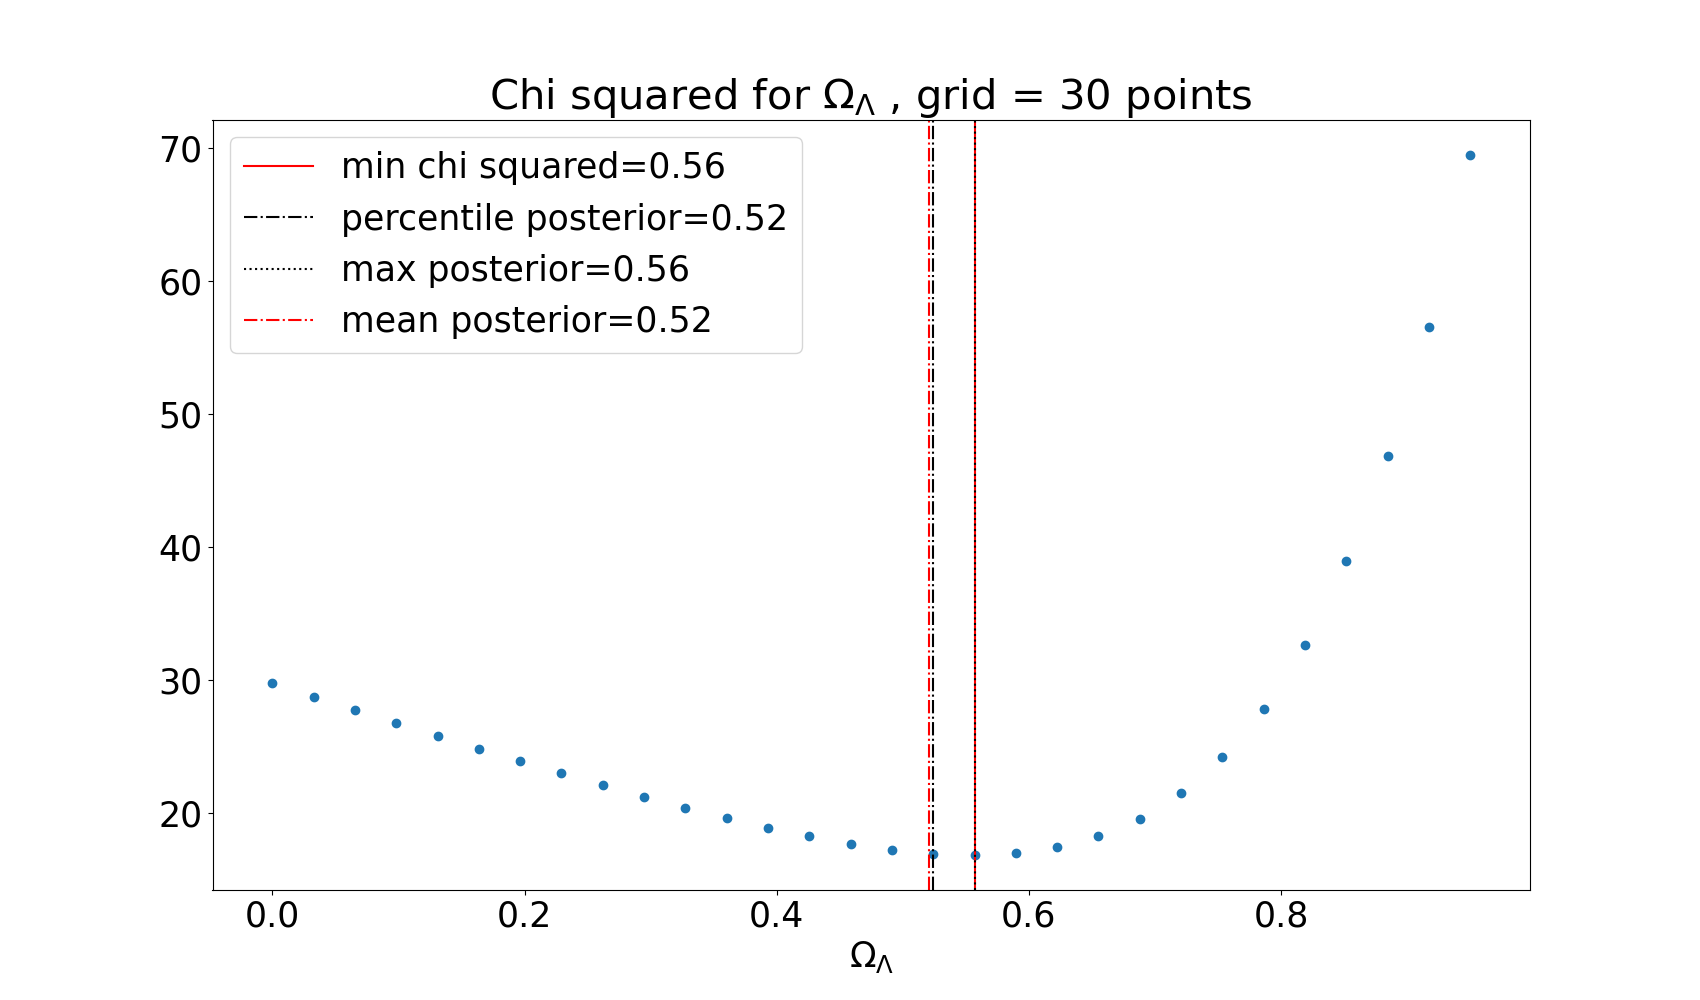 Chi squared for Ω_Λ , grid = 30 points
min chi squared=0.56
percentile posterior=0.52
max posterior=0.56
mean posterior=0.52
70
60
50
40
30
20
0.0 0.2 0.4 0.6 0.8
Ω_Λ